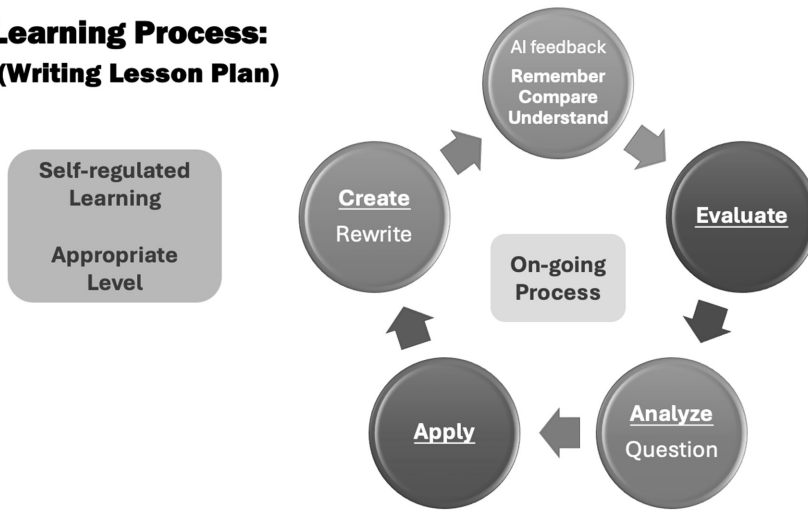 Learning Process:
(Writing Lesson Plan)
Self-regulated
Learning
Appropriate
Level
AI feedback
Remember
Compare
Understand
Evaluate
Analyze
Question
Apply
Create
Rewrite
On-going
Process